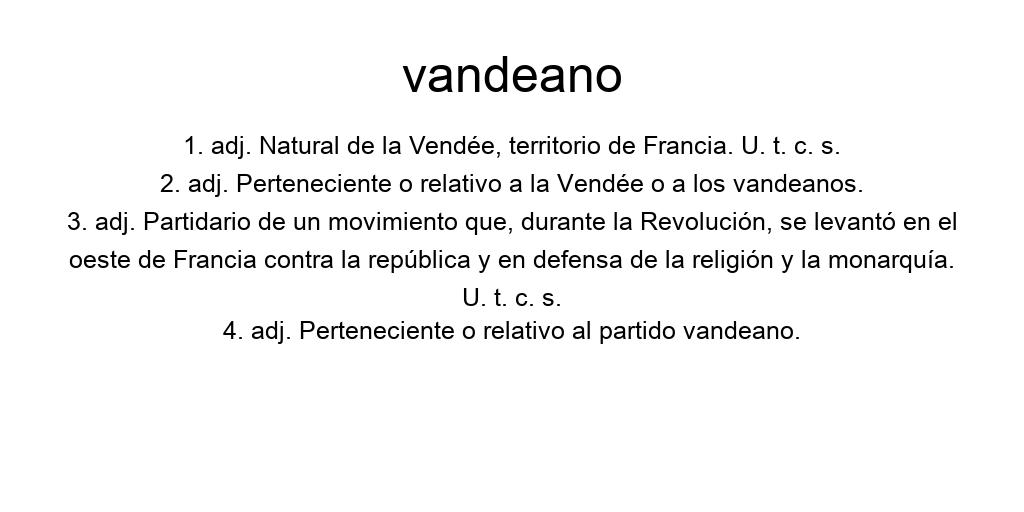 vandeano
1. adj. Natural de la Vendée, territorio de Francia. U. t. c. s.
2. adj. Perteneciente o relativo a la Vendée o a los vandeanos.
3. adj. Partidario de un movimiento que, durante la Revolución, se levantó en el
oeste de Francia contra la república y en defensa de la religión y la monarquía.
U. t. c. s.
4. adj. Perteneciente o relativo al partido vandeano.